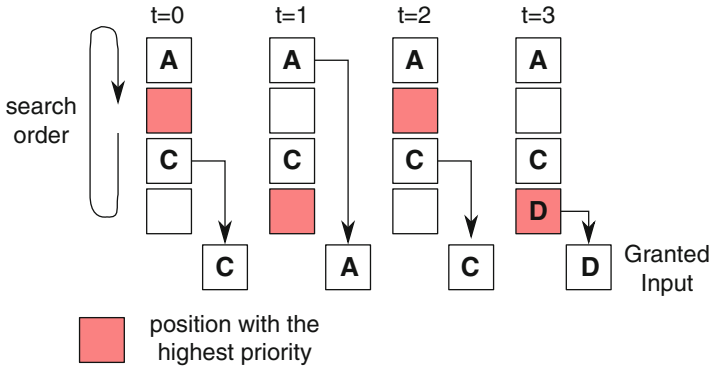 t=0 t=1 t=2 t=3
A A A A
search
order
C C C C
D
C A C D
Granted
Input
position with the
highest priority